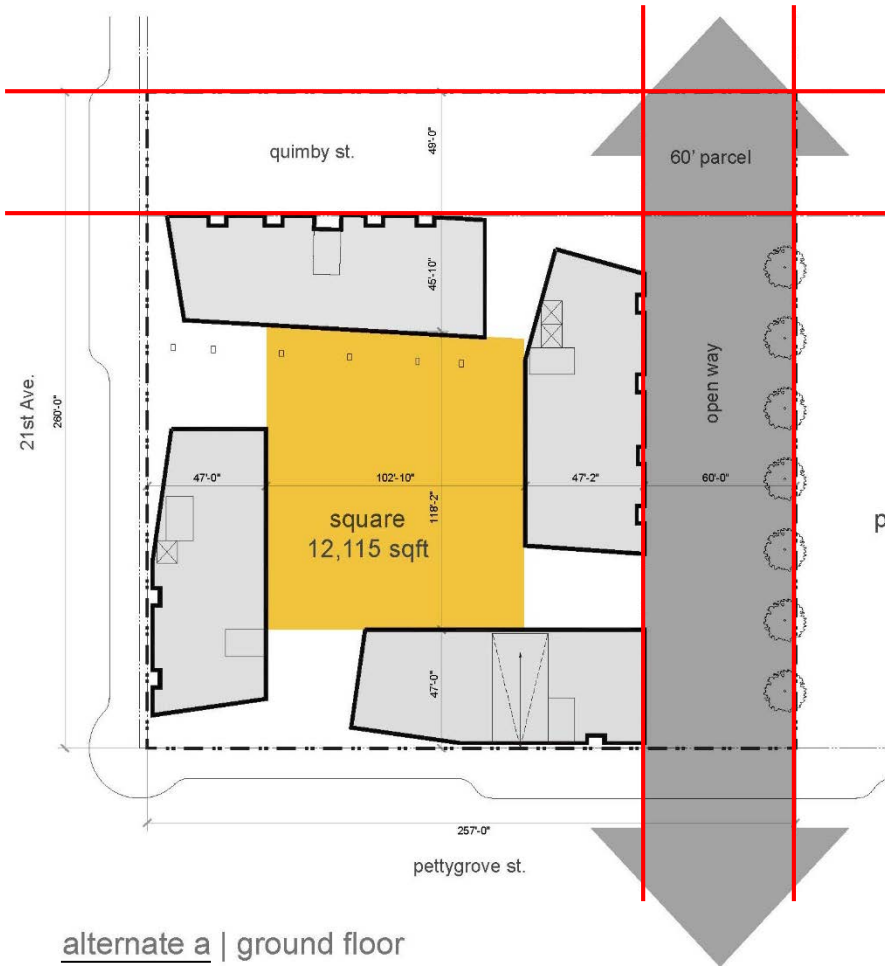 quimby st.
49'-0"
60' parcel
45'-10"
21st Ave.
260'-0"
open way
47'-0"
102'-10"
47'-2"
60'-0"
118'-2"
square
12,115 sqft
p
47'-0"
257'-0"
pettygrove st.
alternate a | ground floor